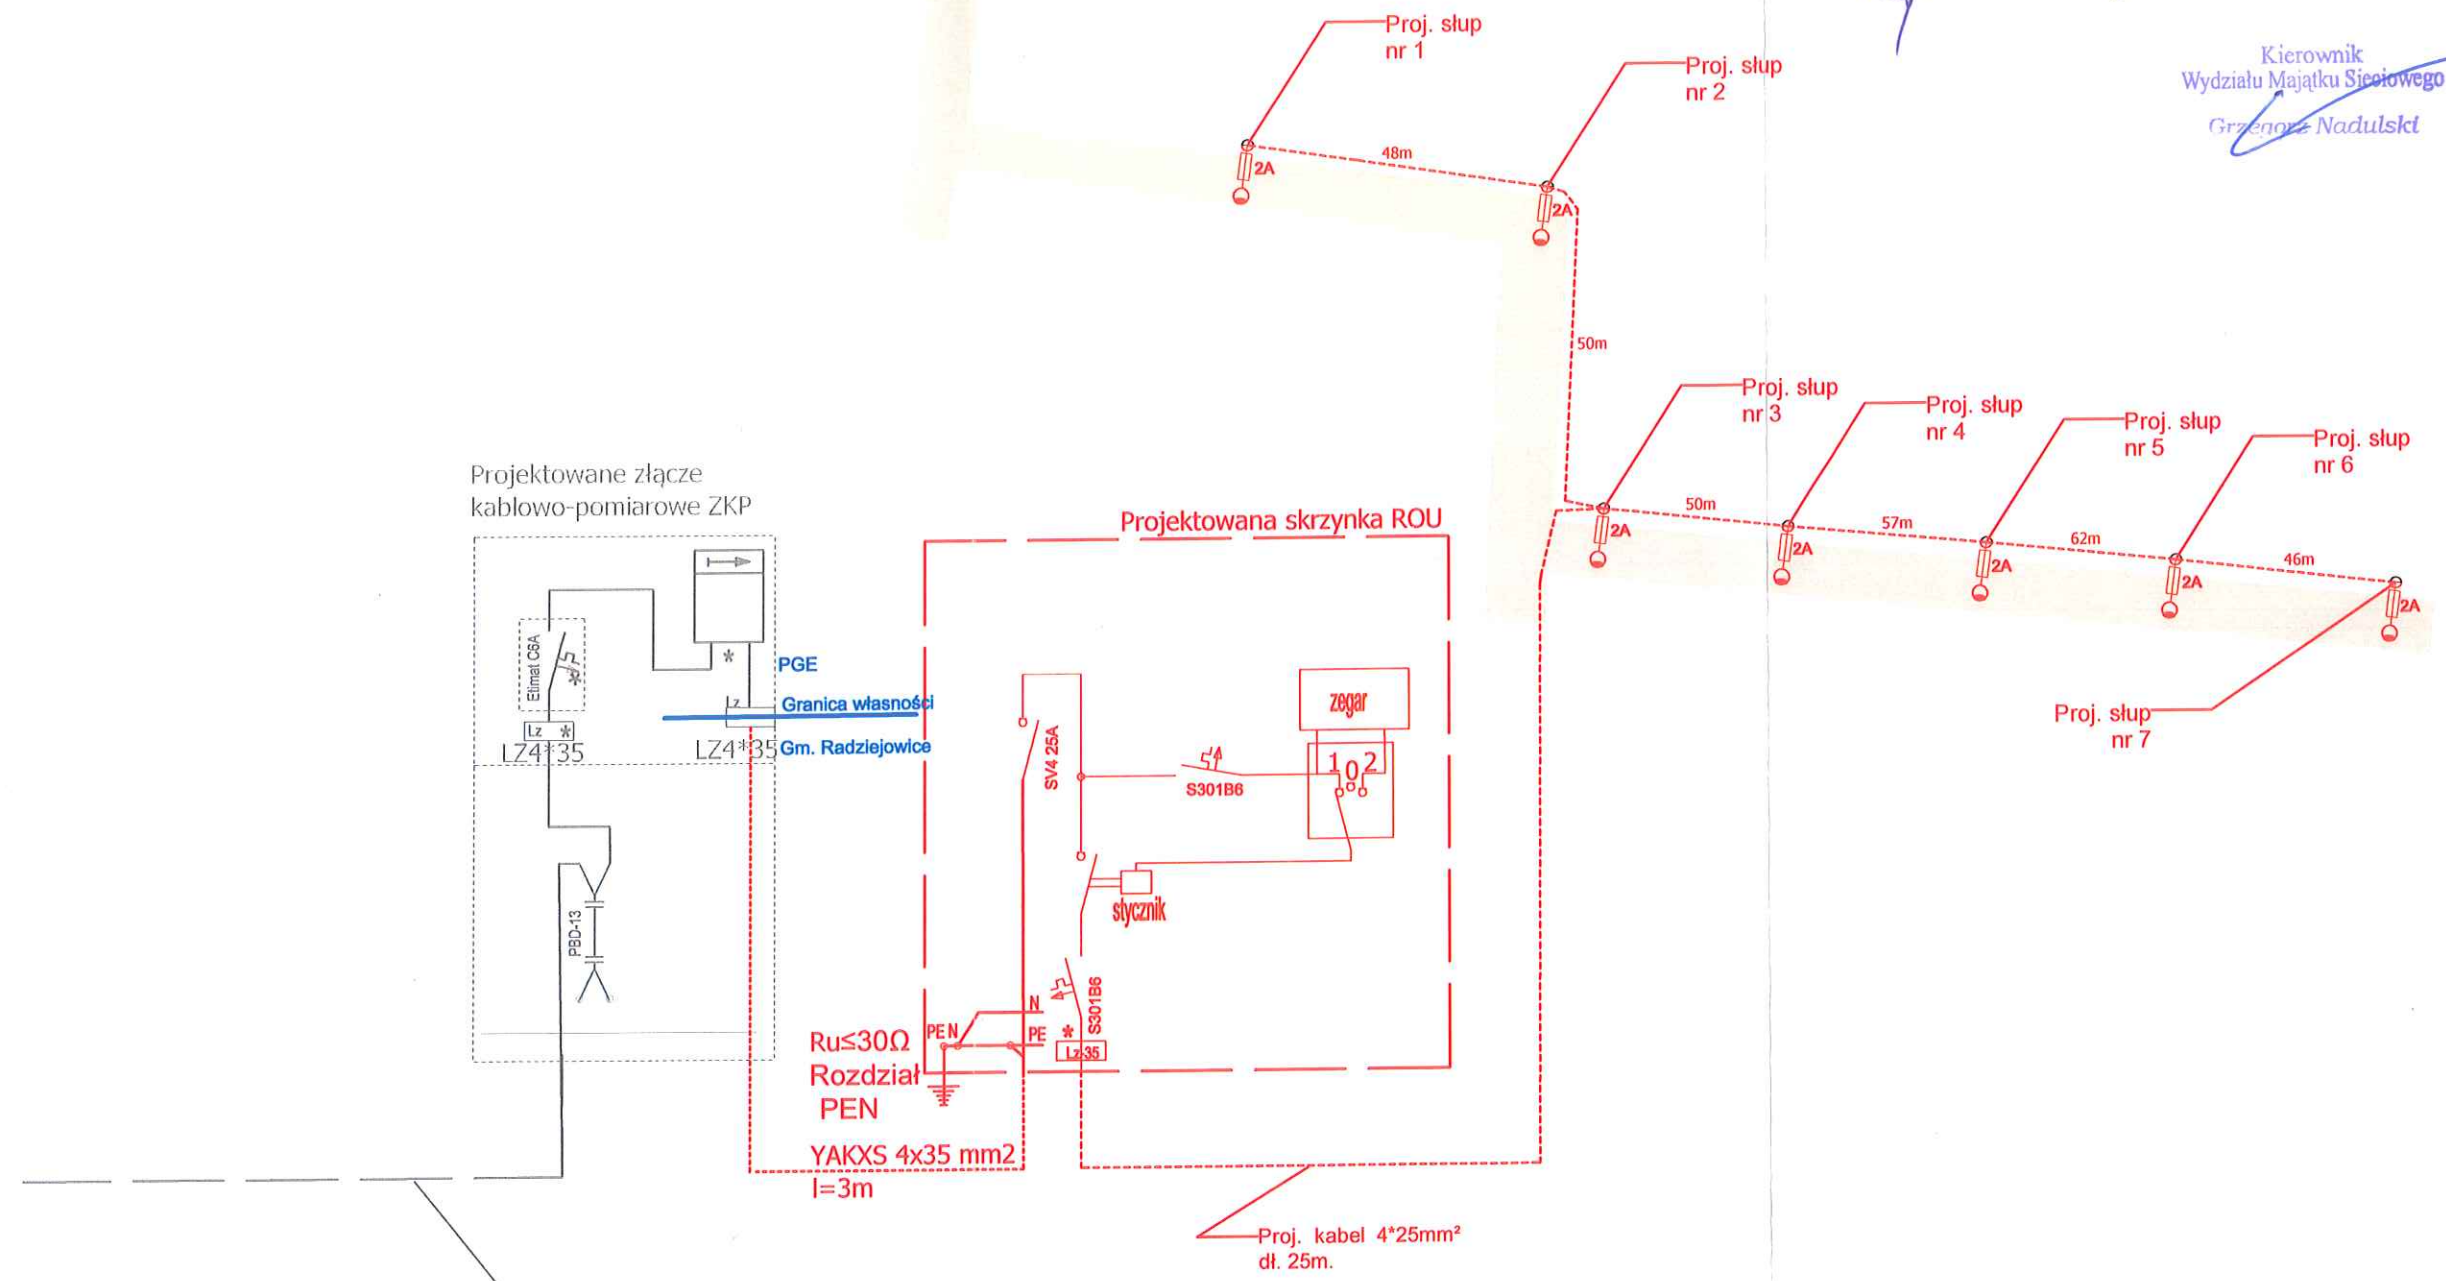 Proj. słup
nr 1
Proj. słup
nr 2
Kierownik
Wydziału Majątku Sieciowego
Grzegorz Nadulski
48m
2A
2A
50m
Proj. słup
nr 3
Proj. słup
nr 4
Proj. słup
nr 5
Proj. słup
nr 6
50m
57m
62m
46m
2A
2A
2A
2A
2A
Proj. słup
nr 7
Projektowane złącze
kablowo-pomiarowe ZKP
Etimat C6A
*
*
Lz *
LZ4*35
Lz
LZ4*35
PGE
Granica własności
Gm. Radziejowice
PBD-13
Projektowana skrzynka ROU
zegar
1 0 2
SV4 25A
S301B6
stycznik
S301B6
N
PEN
PE
*
Lz-35
Ru≤30Ω
Rozdział
PEN
YAKXS 4x35 mm2
l=3m
Proj. kabel 4*25mm²
dł. 25m.